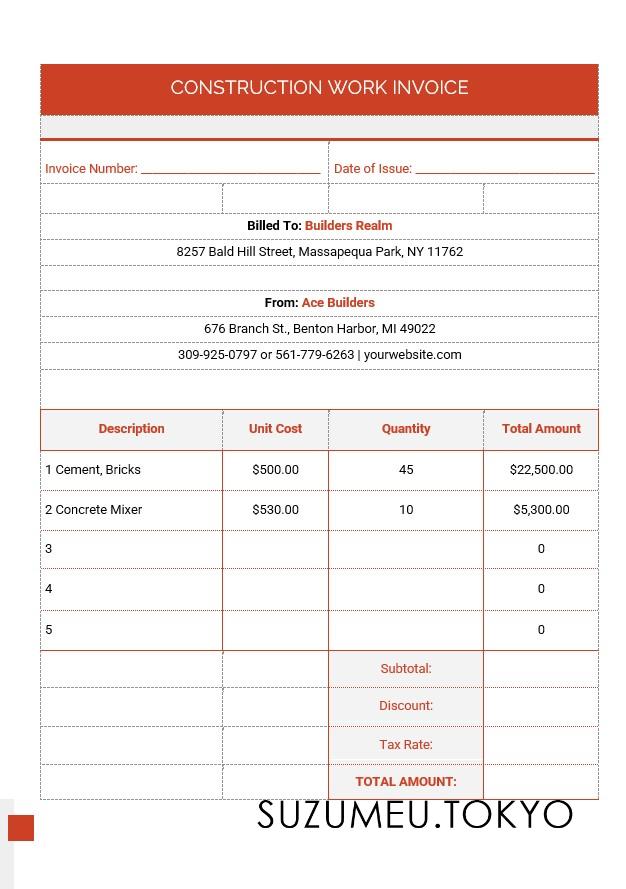 CONSTRUCTION WORK INVOICE
Invoice Number: ____________________________ Date of Issue: ____________________________
Billed To: Builders Realm
8257 Bald Hill Street, Massapequa Park, NY 11762
From: Ace Builders
676 Branch St., Benton Harbor, MI 49022
309-925-0797 or 561-779-6263 | yourwebsite.com
Description Unit Cost Quantity Total Amount
1 Cement, Bricks $500.00 45 $22,500.00
2 Concrete Mixer $530.00 10 $5,300.00
3 0
4 0
5 0
Subtotal:
Discount:
Tax Rate:
TOTAL AMOUNT:
SUZUMEU.TOKYO